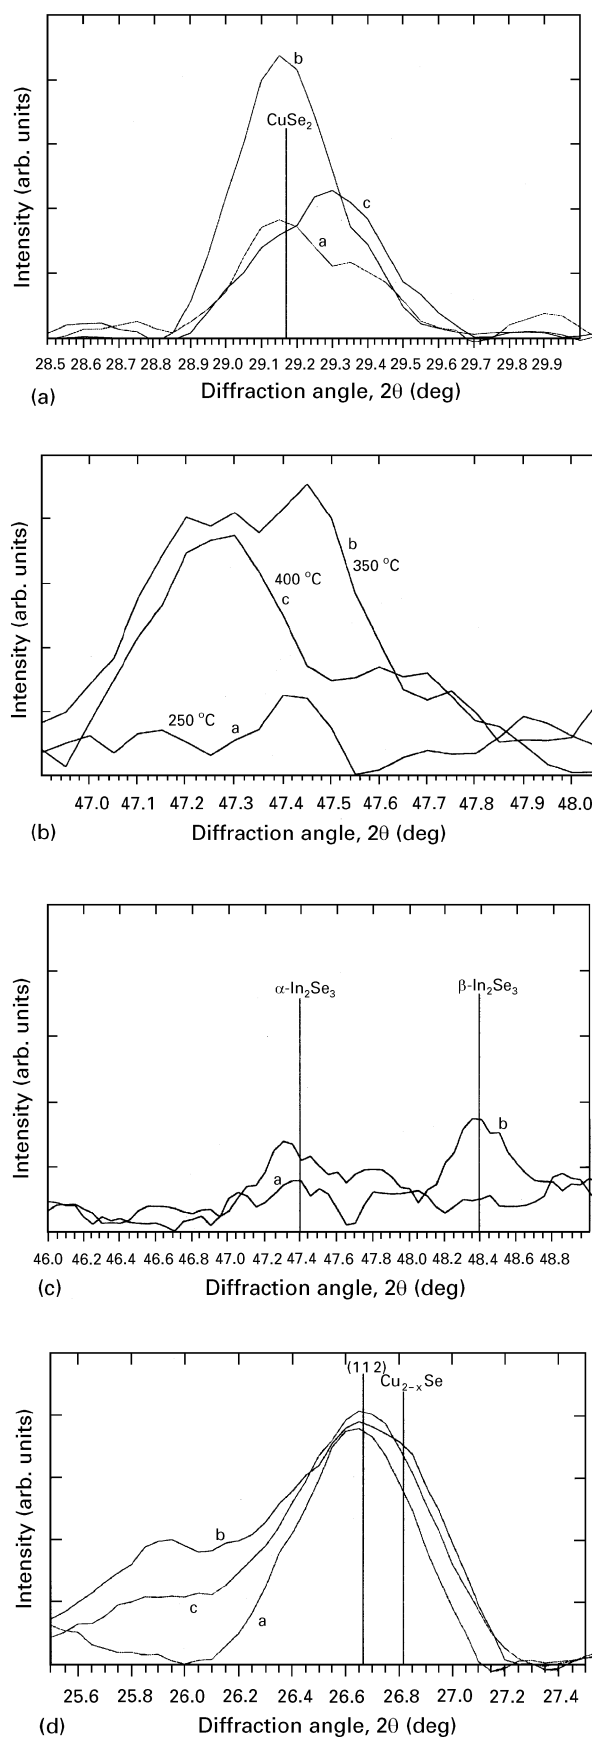 b
CuSe₂
c
a
Intensity (arb. units)
28.5 28.6 28.7 28.8 28.9 29.0 29.1 29.2 29.3 29.4 29.5 29.6 29.7 29.8 29.9
(a) Diffraction angle, 2θ (deg)
b
350 °C
400 °C
c
250 °C a
Intensity (arb. units)
47.0 47.1 47.2 47.3 47.4 47.5 47.6 47.7 47.8 47.9 48.0
(b) Diffraction angle, 2θ (deg)
α-In₂Se₃ β-In₂Se₃
b
a
Intensity (arb. units)
46.0 46.2 46.4 46.6 46.8 47.0 47.2 47.4 47.6 47.8 48.0 48.2 48.4 48.6 48.8
(c) Diffraction angle, 2θ (deg)
(112)
Cu₂₋ₓSe
b
c
a
Intensity (arb. units)
25.6 25.8 26.0 26.2 26.4 26.6 26.8 27.0 27.2 27.4
(d) Diffraction angle, 2θ (deg)